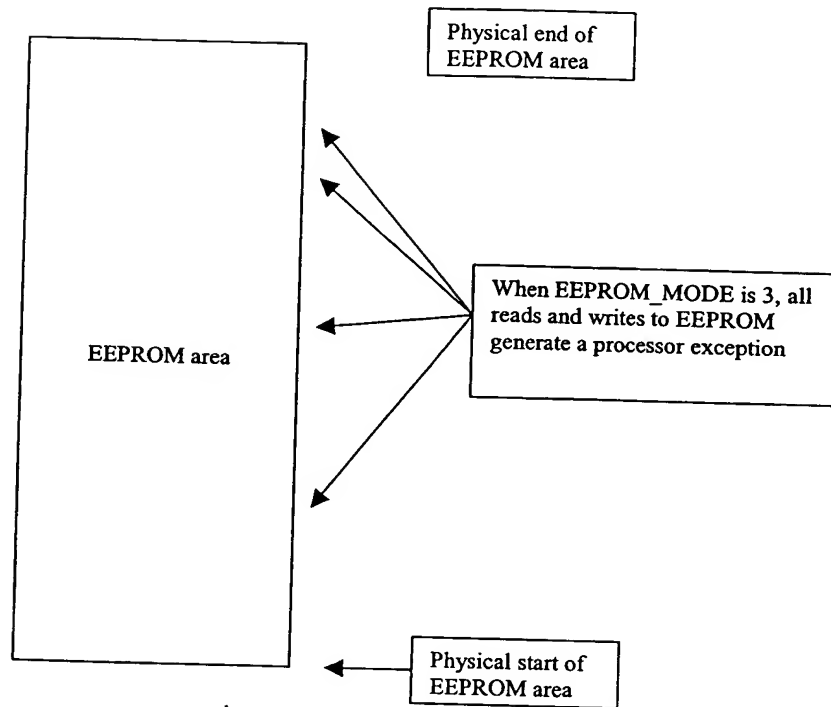 Physical end of
EEPROM area
When EEPROM_MODE is 3, all
reads and writes to EEPROM
generate a processor exception
EEPROM area
Physical start of
EEPROM area